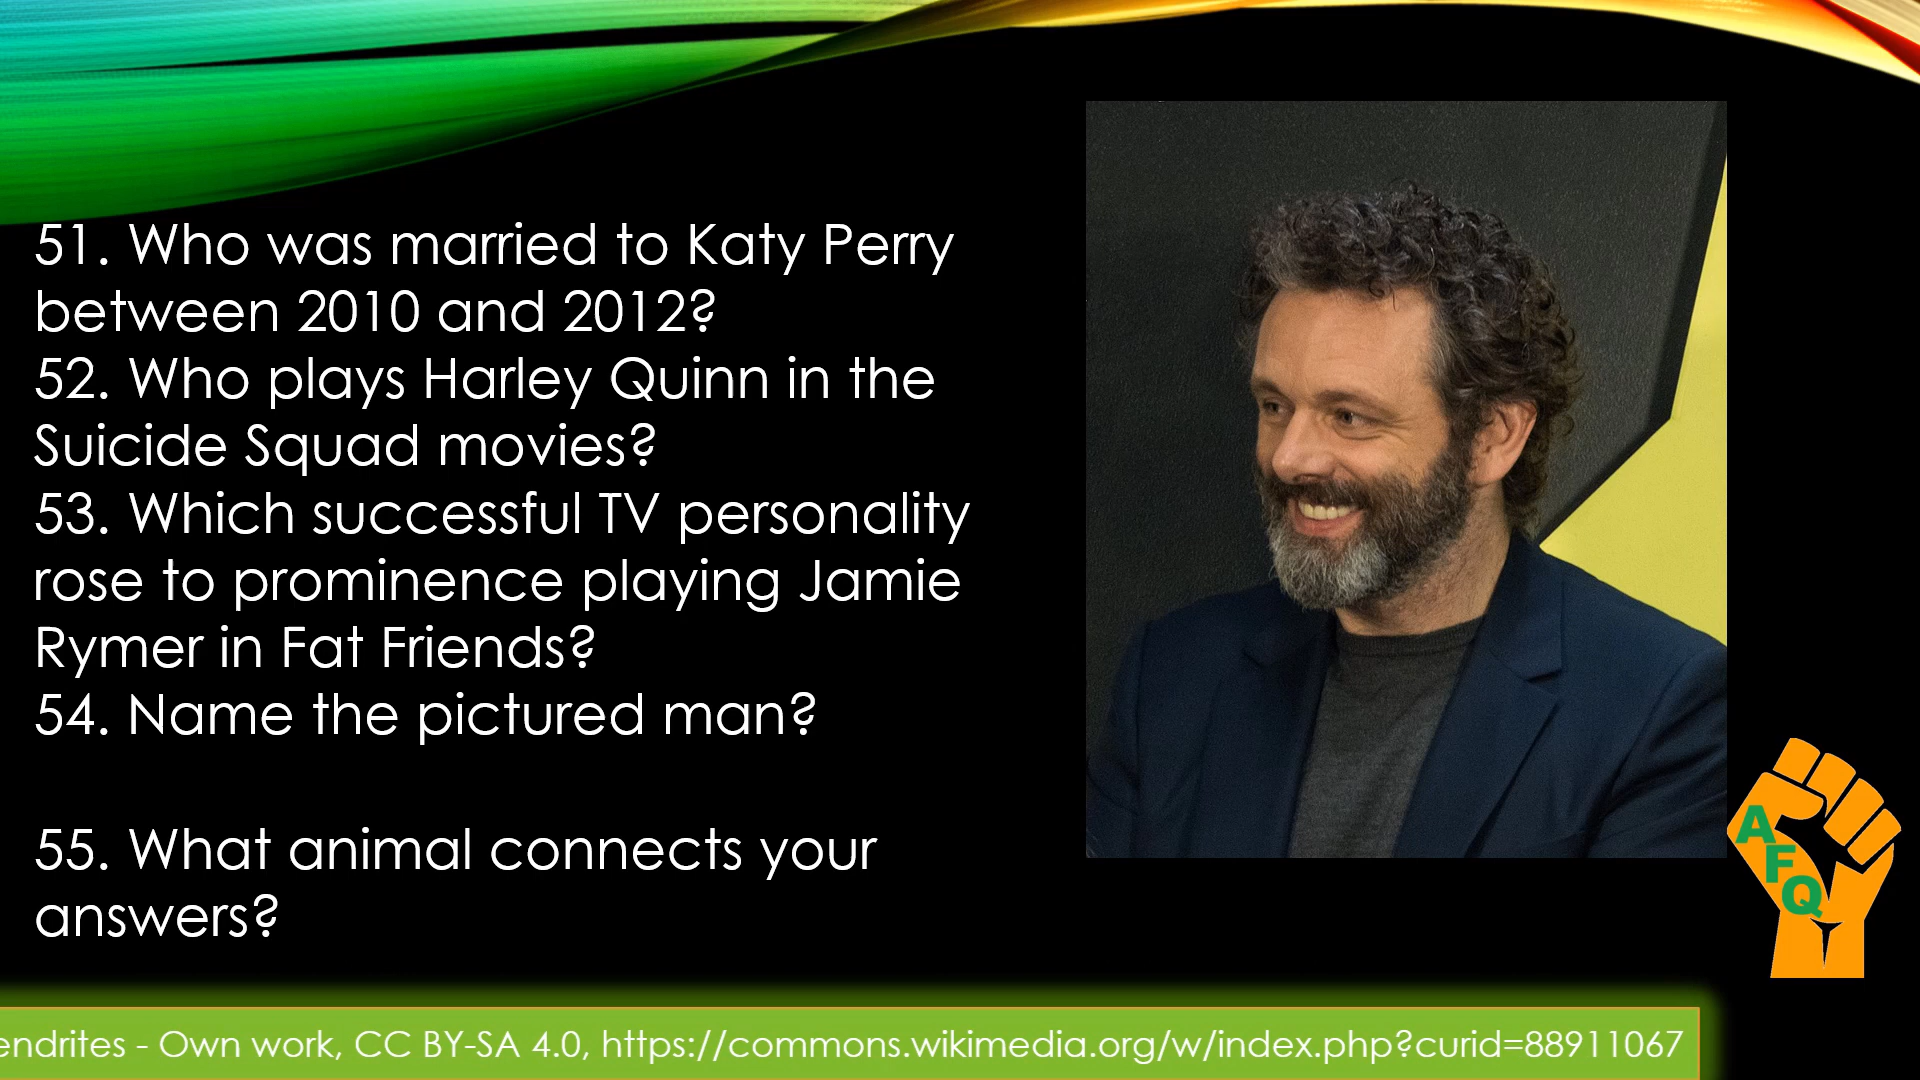 51. Who was married to Katy Perry
between 2010 and 2012?
52. Who plays Harley Quinn in the
Suicide Squad movies?
53. Which successful TV personality
rose to prominence playing Jamie
Rymer in Fat Friends?
54. Name the pictured man?
55. What animal connects your
answers?
A
F
Q
endrites - Own work, CC BY-SA 4.0, https://commons.wikimedia.org/w/index.php?curid=88911067